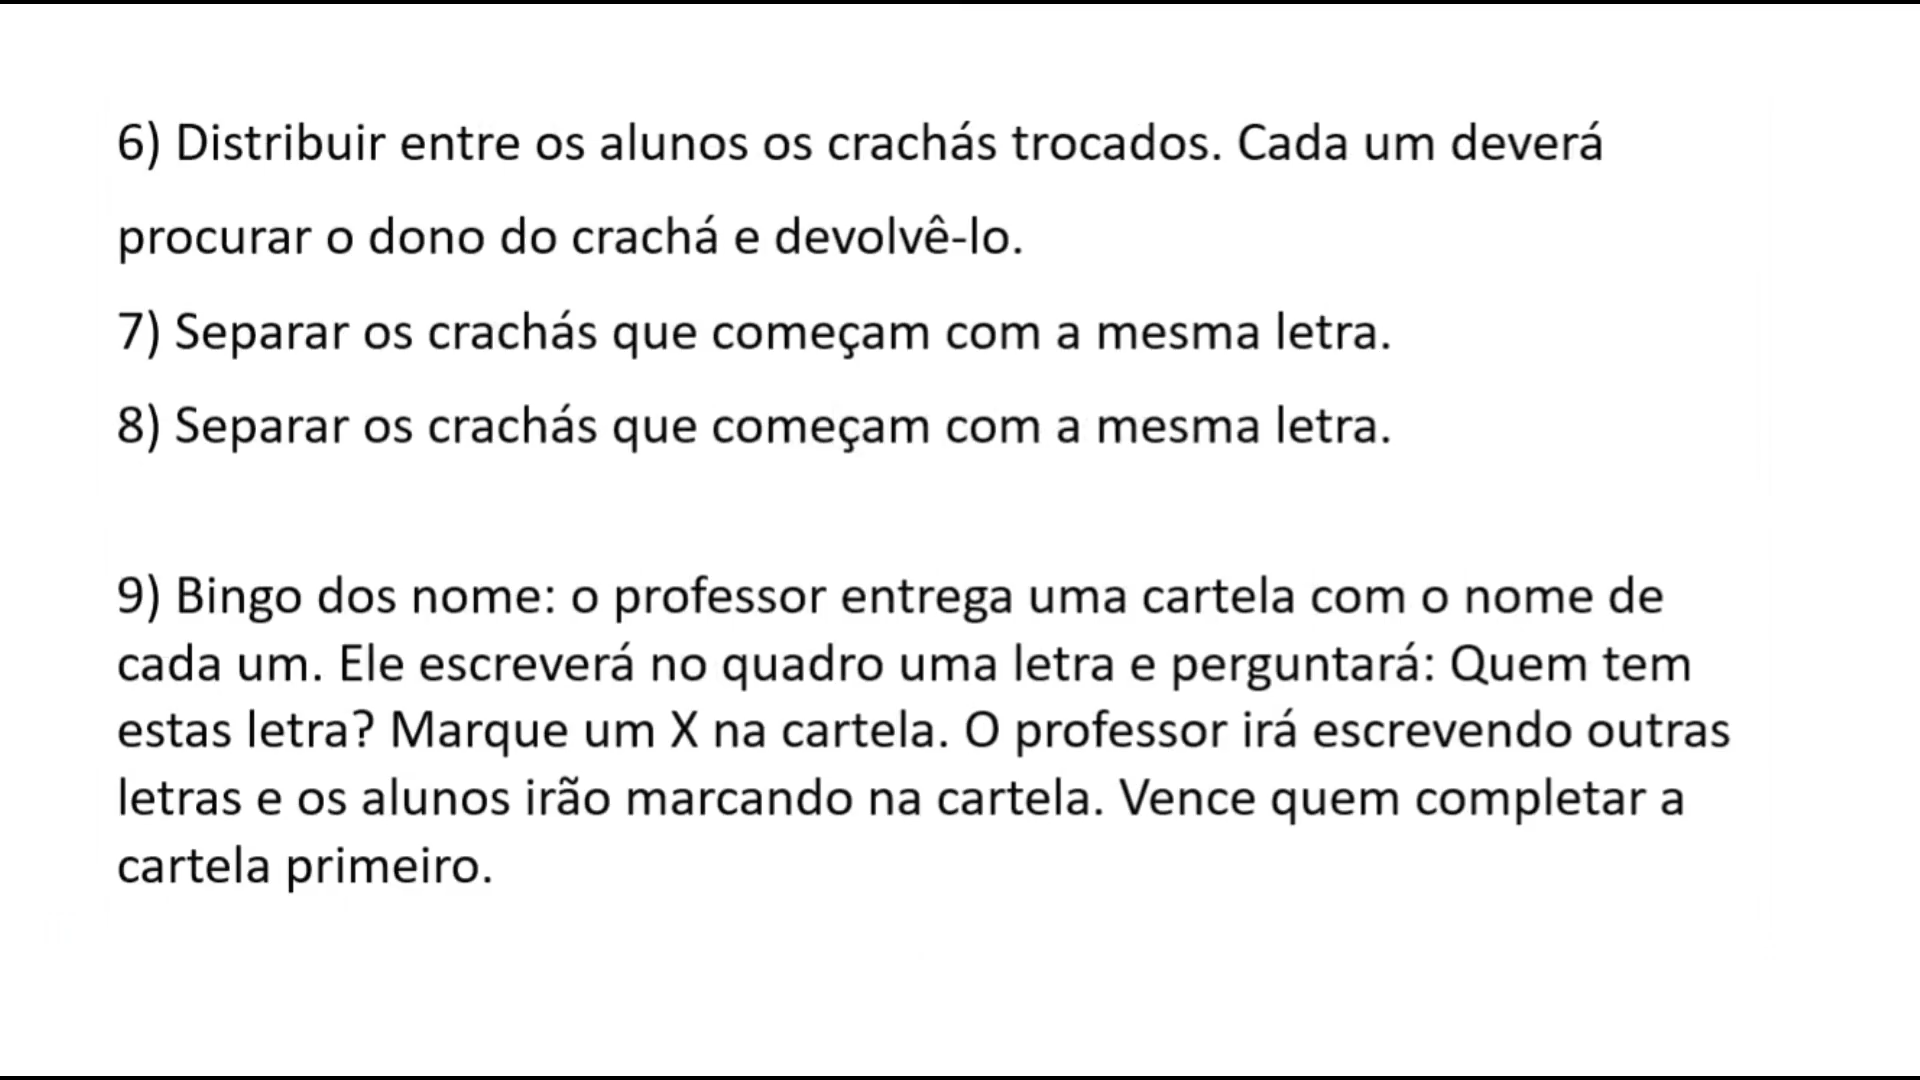 6) Distribuir entre os alunos os crachás trocados. Cada um deverá
procurar o dono do crachá e devolvê-lo.
7) Separar os crachás que começam com a mesma letra.
8) Separar os crachás que começam com a mesma letra.
9) Bingo dos nome: o professor entrega uma cartela com o nome de
cada um. Ele escreverá no quadro uma letra e perguntará: Quem tem
estas letra? Marque um X na cartela. O professor irá escrevendo outras
letras e os alunos irão marcando na cartela. Vence quem completar a
cartela primeiro.